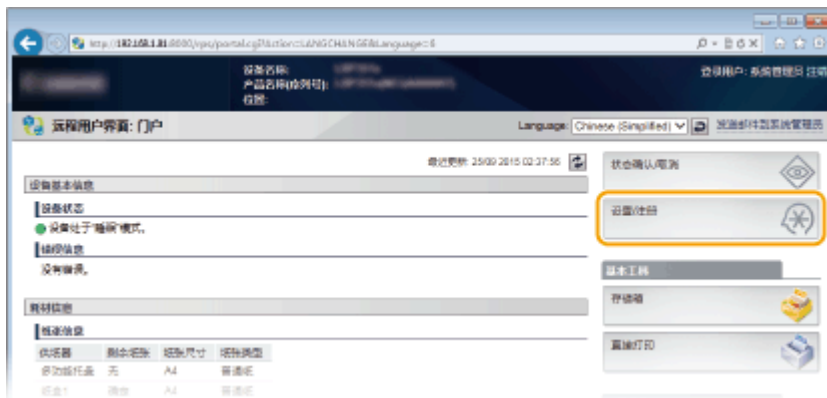 http://192.168.1.81:8000/rps/portal.cgi?Action=LANGCHANGE&Language=6
设备名称:
产品名称(序列号):
位置:
登录用户: 系统管理员 注销
远程用户界面: 门户
Language: Chinese (Simplified) 发送邮件到系统管理员
最近更新: 25/09 2015 02:37:56
设备基本信息
设备状态
设备处于"睡眠"模式。
错误信息
没有错误。
耗材信息
纸张信息
供纸器 剩余纸张 纸张尺寸 纸张类型
多功能托盘 无 A4 普通纸
纸盒1 A4 普通纸
状态确认/取消
设置/注册
基本工具
存储箱
直接打印